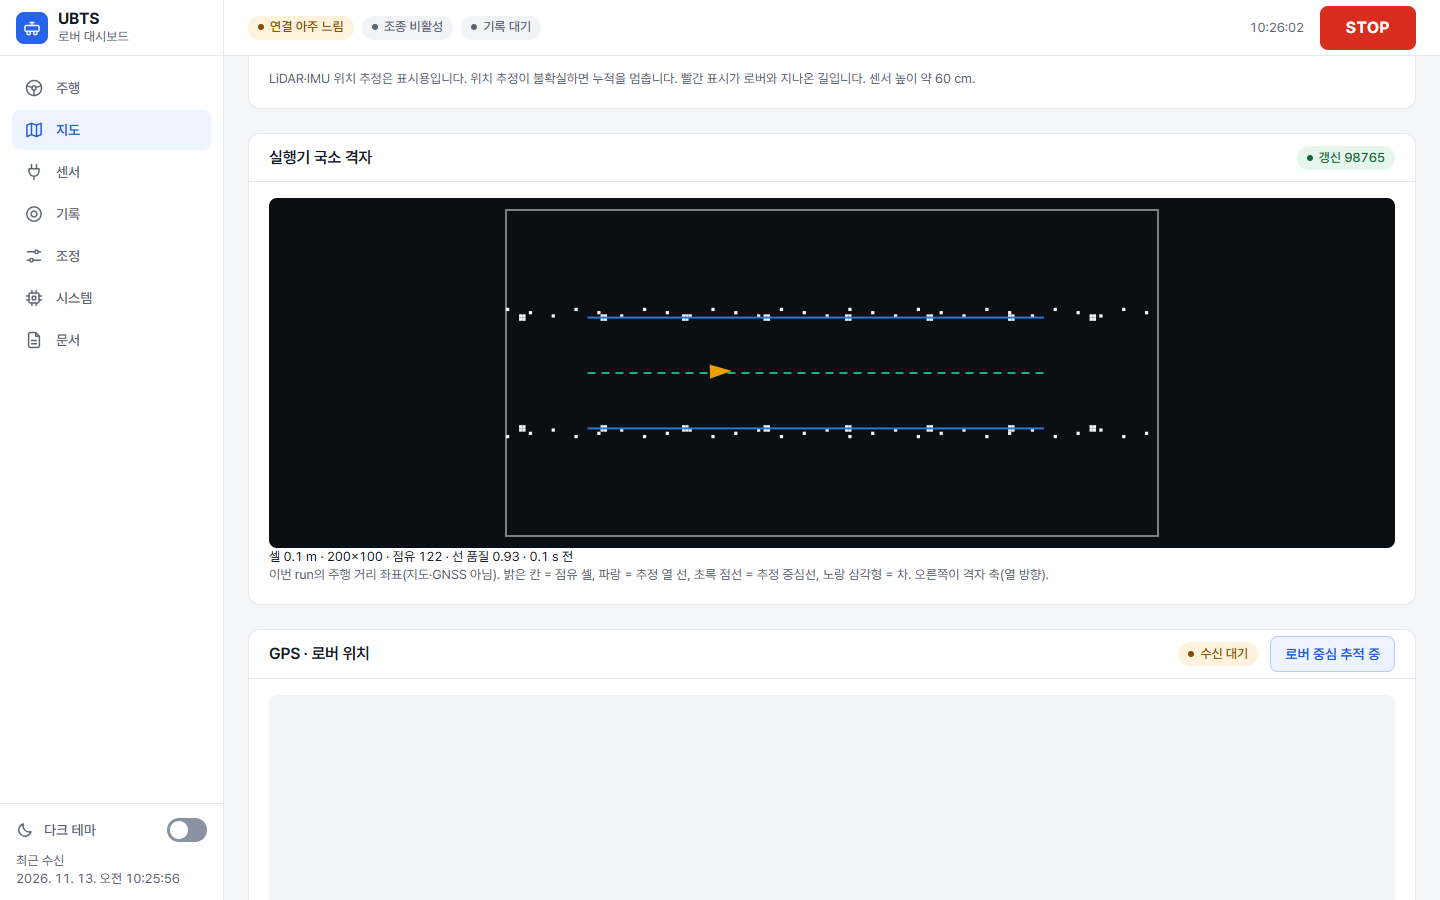 UBTS
로버 대시보드
연결 아주 느림
조종 비활성
기록 대기
10:26:02
STOP
주행
지도
센서
기록
조정
시스템
문서
LiDAR·IMU 위치 추정은 표시용입니다. 위치 추정이 불확실하면 누적을 멈춥니다. 빨간 표시가 로버와 지나온 길입니다. 센서 높이 약 60 cm.
실행기 국소 격자
갱신 98765
셀 0.1 m · 200×100 · 점유 122 · 선 품질 0.93 · 0.1 s 전
이번 run의 주행 거리 좌표(지도·GNSS 아님). 밝은 칸 = 점유 셀, 파랑 = 추정 열 선, 초록 점선 = 추정 중심선, 노랑 삼각형 = 차. 오른쪽이 격자 축(열 방향).
GPS · 로버 위치
수신 대기
로버 중심 추적 중
다크 테마
최근 수신
2026. 11. 13. 오전 10:25:56